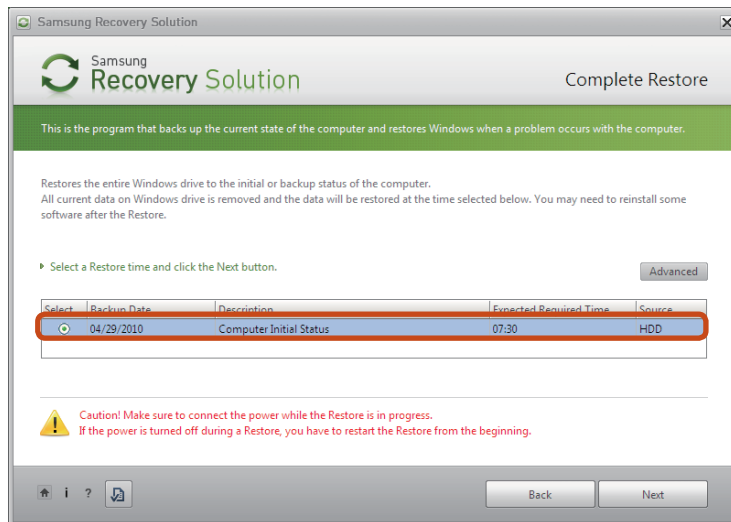 Samsung Recovery Solution
Samsung
Recovery Solution
Complete Restore
This is the program that backs up the current state of the computer and restores Windows when a problem occurs with the computer.
Restores the entire Windows drive to the initial or backup status of the computer.
All current data on Windows drive is removed and the data will be restored at the time selected below. You may need to reinstall some
software after the Restore.
Select a Restore time and click the Next button.
Advanced
Select Backup Date Description Expected Required Time Source
04/29/2010 Computer Initial Status 07:30 HDD
Caution! Make sure to connect the power while the Restore is in progress.
If the power is turned off during a Restore, you have to restart the Restore from the beginning.
i ? Back Next